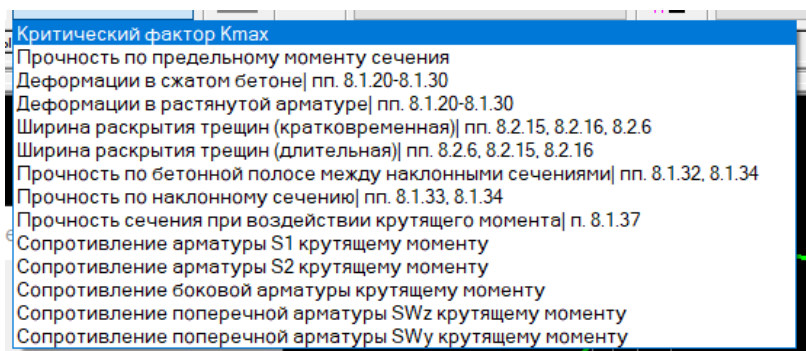 Критический фактор Kmax
Прочность по предельному моменту сечения
Деформации в сжатом бетоне| пп. 8.1.20-8.1.30
Деформации в растянутой арматуре| пп. 8.1.20-8.1.30
Ширина раскрытия трещин (кратковременная)| пп. 8.2.15, 8.2.16, 8.2.6
Ширина раскрытия трещин (длительная)| пп. 8.2.6, 8.2.15, 8.2.16
Прочность по бетонной полосе между наклонными сечениями| пп. 8.1.32, 8.1.34
Прочность по наклонному сечению| пп. 8.1.33, 8.1.34
Прочность сечения при воздействии крутящего момента| п. 8.1.37
Сопротивление арматуры S1 крутящему моменту
Сопротивление арматуры S2 крутящему моменту
Сопротивление боковой арматуры крутящему моменту
Сопротивление поперечной арматуры SWz крутящему моменту
Сопротивление поперечной арматуры SWy крутящему моменту